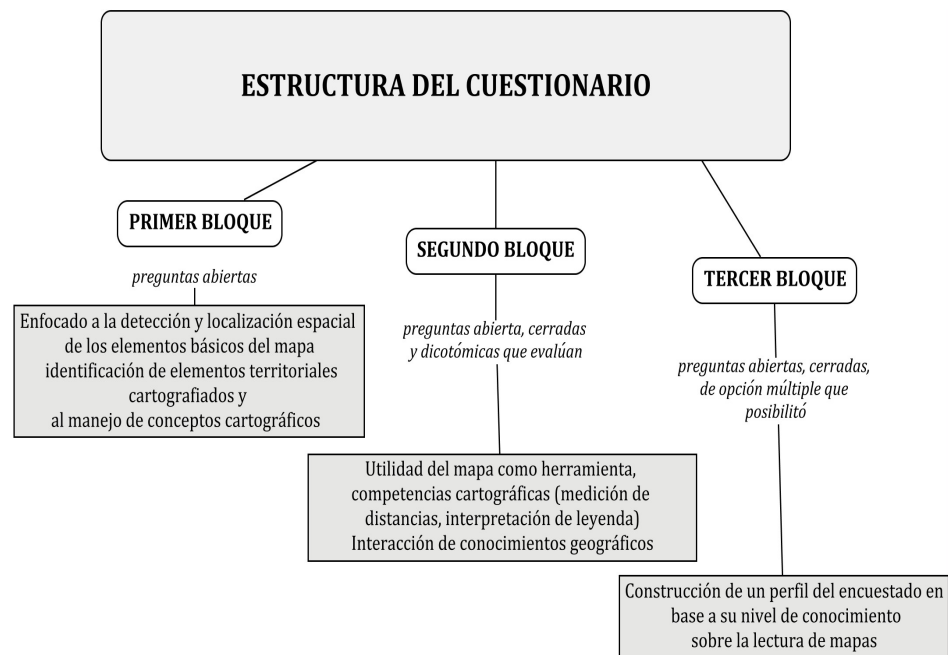 ESTRUCTURA DEL CUESTIONARIO
PRIMER BLOQUE
preguntas abiertas
Enfocado a la detección y localización espacial
de los elementos básicos del mapa
identificación de elementos territoriales
cartografiados y
al manejo de conceptos cartográficos
SEGUNDO BLOQUE
preguntas abierta, cerradas
y dicotómicas que evalúan
Utilidad del mapa como herramienta,
competencias cartográficas (medición de
distancias, interpretación de leyenda)
Interacción de conocimientos geográficos
TERCER BLOQUE
preguntas abiertas, cerradas,
de opción múltiple que
posibilitó
Construcción de un perfil del encuestado en
base a su nivel de conocimiento
sobre la lectura de mapas